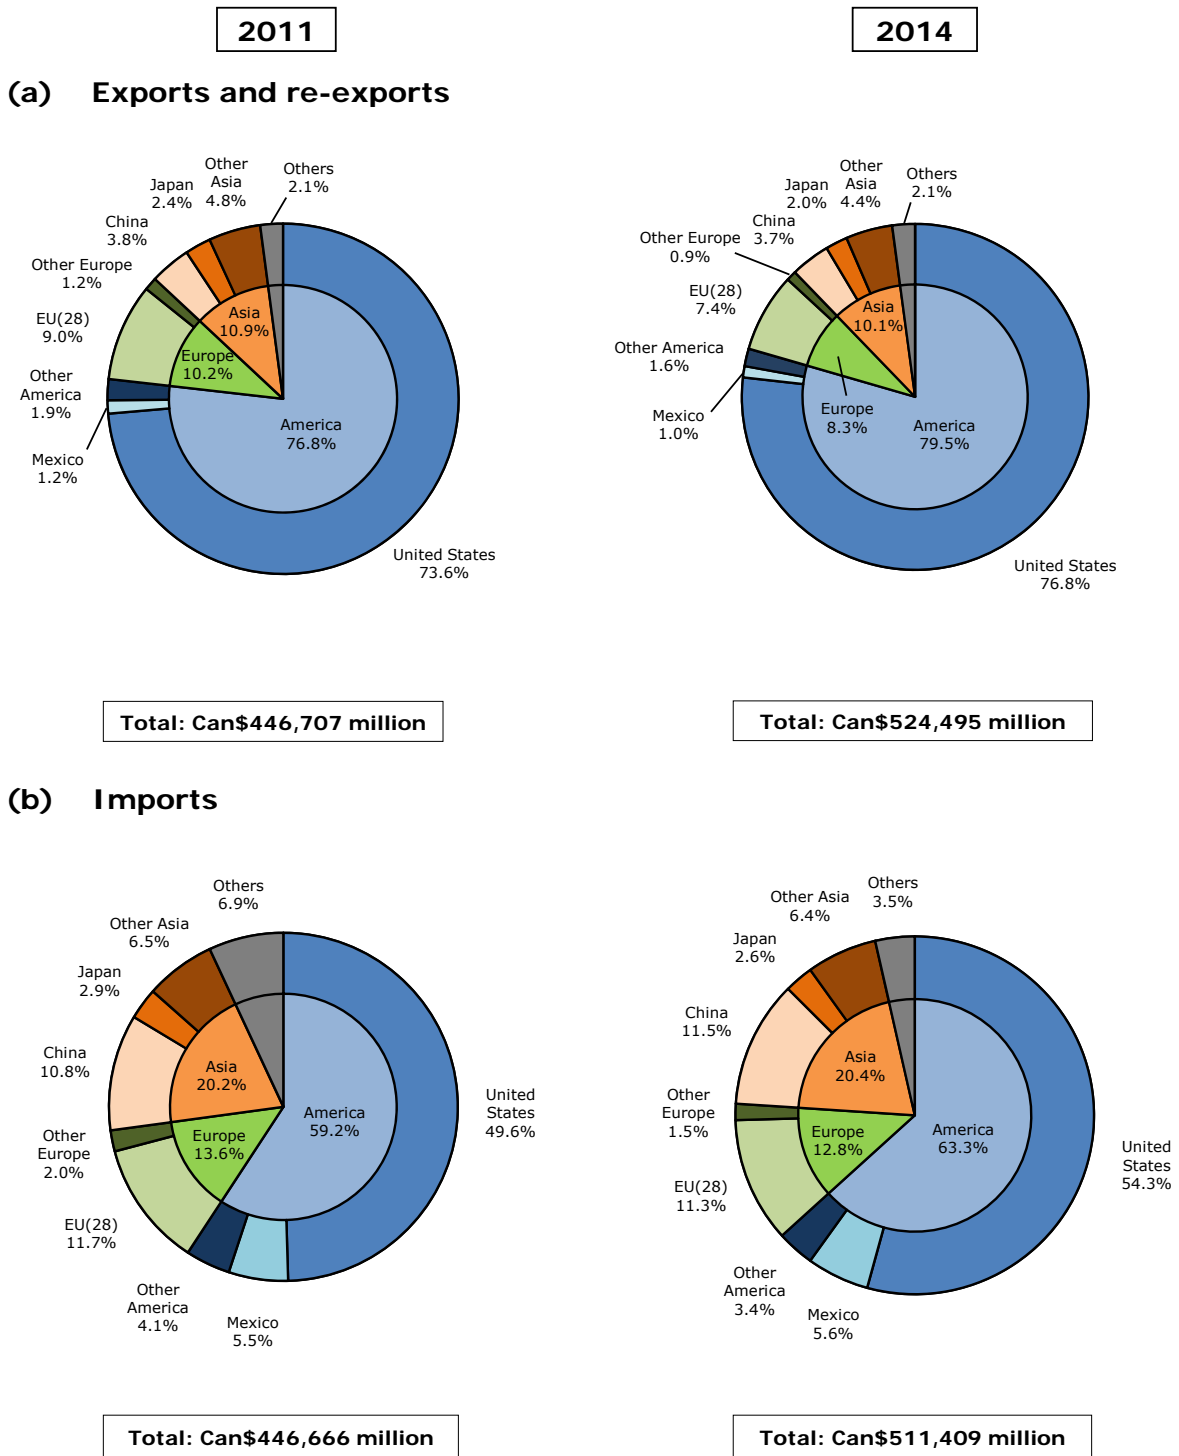 2011
2014
(a) Exports and re-exports
Other
Asia
4.8%
Others
2.1%
Japan
2.4%
China
3.8%
Other Europe
1.2%
EU(28)
9.0%
Other
America
1.9%
Mexico
1.2%
Asia
10.9%
Europe
10.2%
America
76.8%
United States
73.6%
Other
Asia
4.4%
Others
2.1%
Japan
2.0%
China
3.7%
Other Europe
0.9%
EU(28)
7.4%
Other America
1.6%
Mexico
1.0%
Asia
10.1%
Europe
8.3%
America
79.5%
United States
76.8%
Total: Can$446,707 million
Total: Can$524,495 million
(b) Imports
Others
6.9%
Other Asia
6.5%
Japan
2.9%
China
10.8%
Other
Europe
2.0%
EU(28)
11.7%
Other
America
4.1%
Mexico
5.5%
Asia
20.2%
Europe
13.6%
America
59.2%
United
States
49.6%
Others
3.5%
Other Asia
6.4%
Japan
2.6%
China
11.5%
Other
Europe
1.5%
EU(28)
11.3%
Other
America
3.4%
Mexico
5.6%
Asia
20.4%
Europe
12.8%
America
63.3%
United
States
54.3%
Total: Can$446,666 million
Total: Can$511,409 million